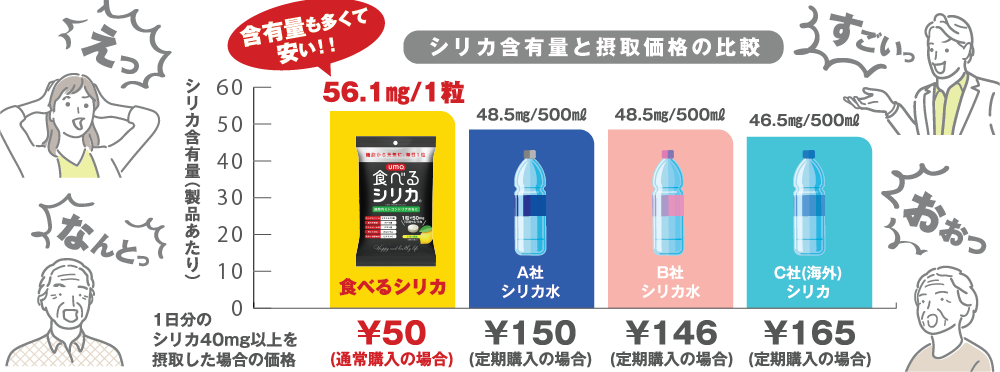 えっ
含有量も多くて
安い!!
シリカ含有量と摂取価格の比較
すごいっ
なんとっ
おぉっ
シリカ含有量(製品あたり)
60
50
40
30
20
10
0
56.1mg/1粒
48.5mg/500ml
48.5mg/500ml
46.5mg/500ml
umo
食べる
シリカ
1粒=50mg
Happy and healthy life
食べるシリカ
A社
シリカ水
B社
シリカ水
C社(海外)
シリカ
1日分の
シリカ40mg以上を
摂取した場合の価格
¥50
(通常購入の場合)
¥150
(定期購入の場合)
¥146
(定期購入の場合)
¥165
(定期購入の場合)